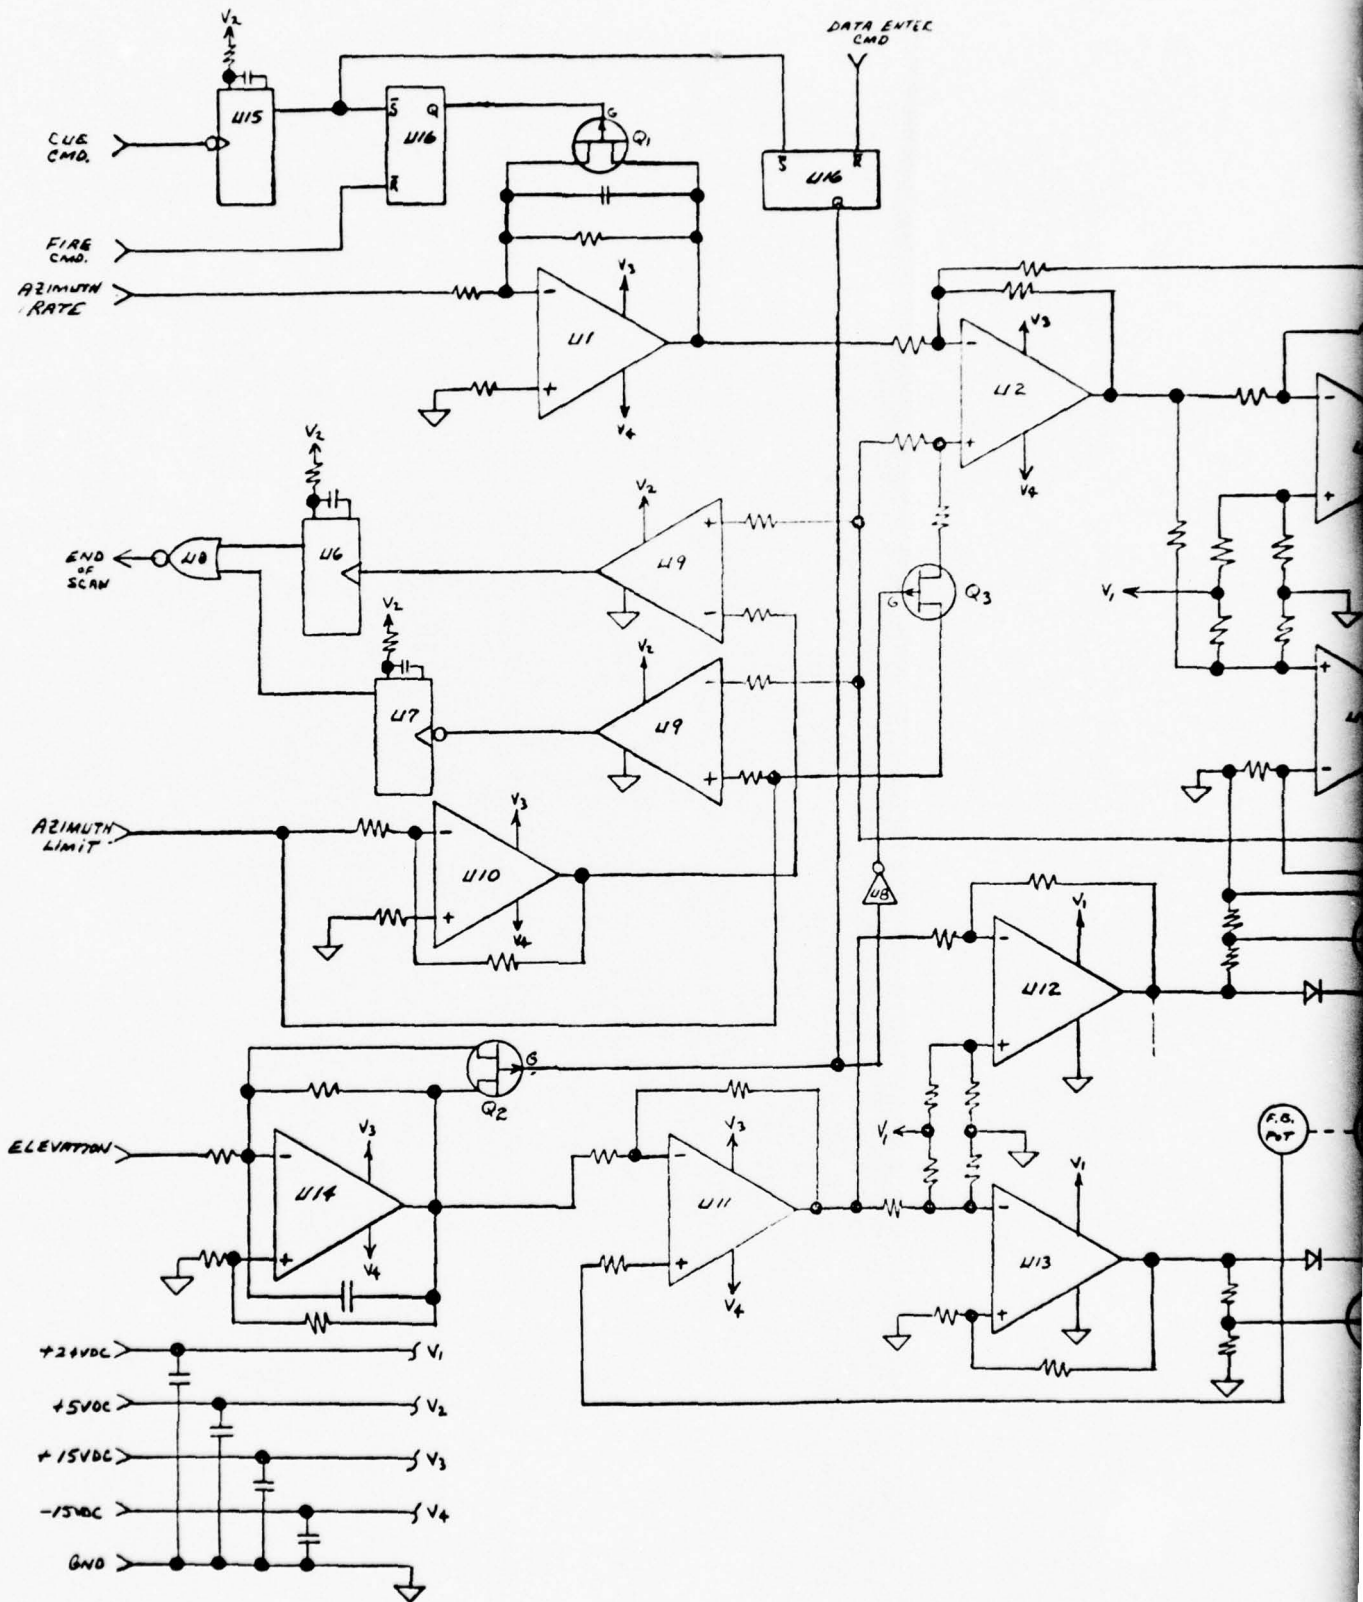 V2
DATA ENTER
CMD
U15
S̅ Q
U16
R̅
G
Q1
CUE
CMD.
S̅ R̅
U16
Q
FIRE
CMD.
AZIMUTH
RATE
-
V3
U1
+
V4
-
V3
U2
+
V4
-
+
V2
V2
END
OF
SCAN
U8
U6
+
U9
-
G
Q3
V1
V2
V2
U7
-
U9
+
+
-
AZIMUTH
LIMIT
-
V3
U10
+
V4
U8
-
V1
U12
+
G
Q2
ELEVATION
-
V3
U14
+
V4
-
V3
U11
+
V4
V1
F.B.
POT
-
V1
U13
+
+24VDC
V1
+5VDC
V2
+15VDC
V3
-15VDC
V4
GND